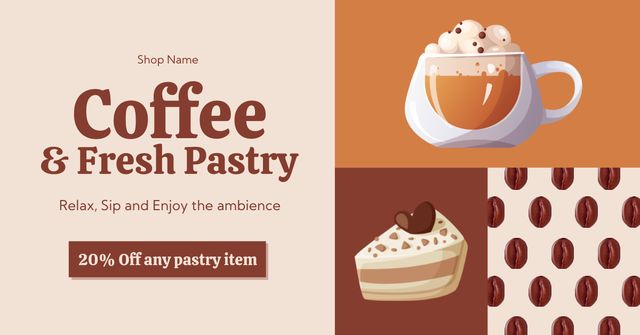 Shop Name
Coffee
& Fresh Pastry
Relax, Sip and Enjoy the ambience
20% Off any pastry item